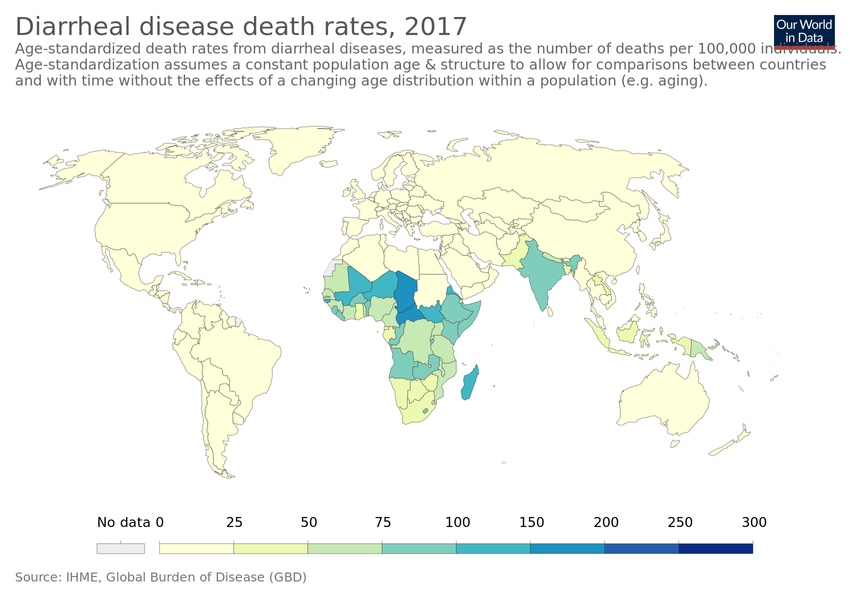 Diarrheal disease death rates, 2017
Our World
in Data
Age-standardized death rates from diarrheal diseases, measured as the number of deaths per 100,000 individuals.
Age-standardization assumes a constant population age & structure to allow for comparisons between countries
and with time without the effects of a changing age distribution within a population (e.g. aging).
No data 0 25 50 75 100 150 200 250 300
Source: IHME, Global Burden of Disease (GBD)